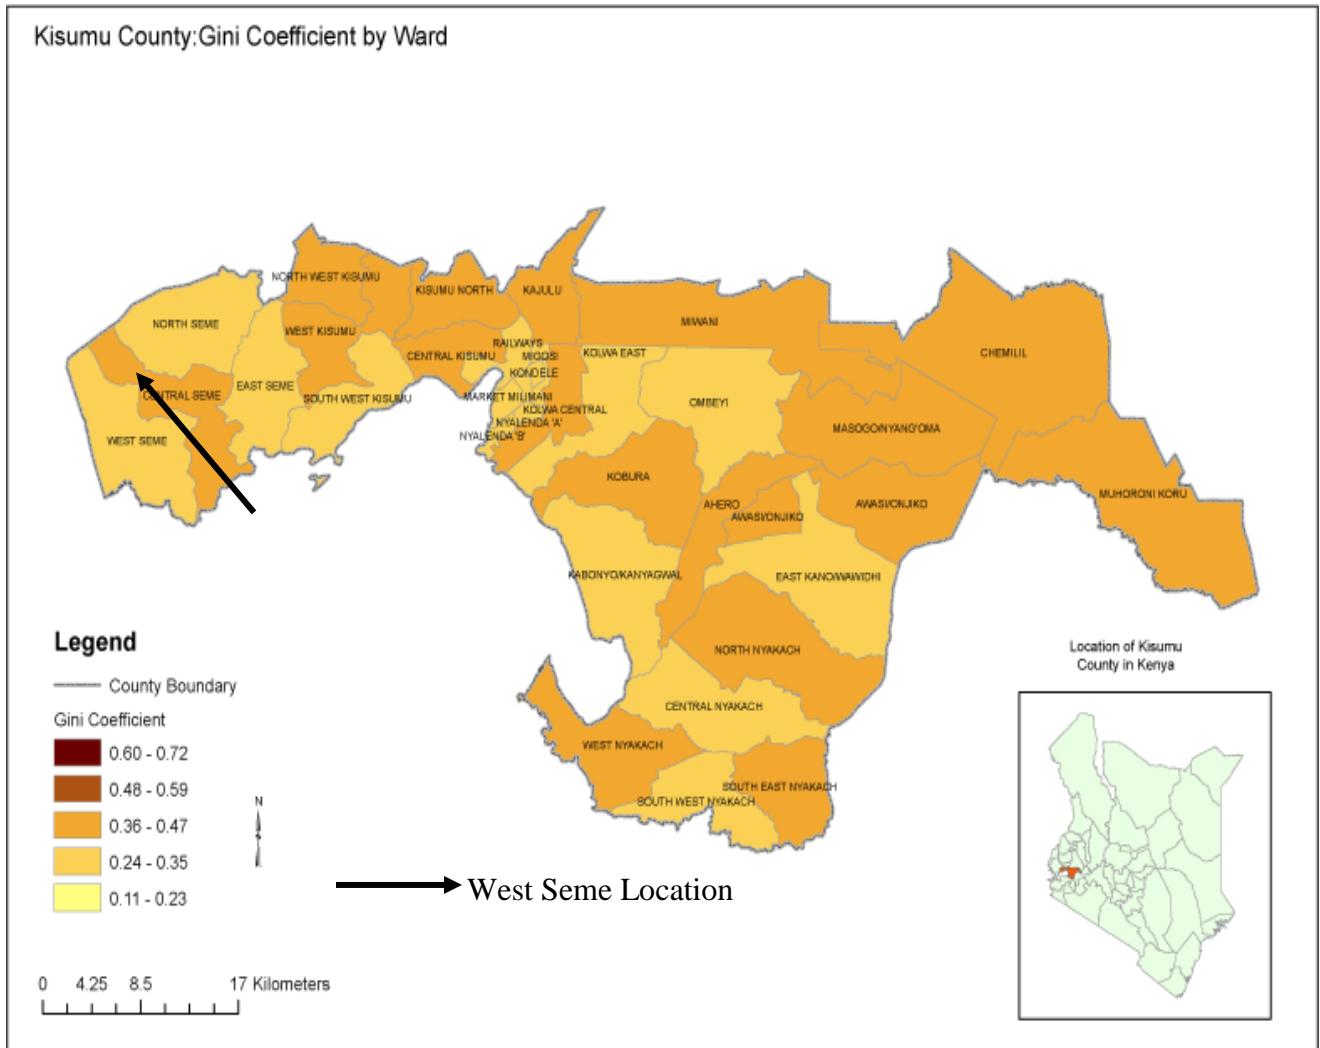 Kisumu County:Gini Coefficient by Ward
NORTH WEST KISUMU
KISUMU NORTH
KAJULU
NORTH SEME
WEST KISUMU
MIWANI
RAILWAYS
MIGOSI
KOLWA EAST
CHEMILIL
CENTRAL KISUMU
KONDELE
EAST SEME
CENTRAL SEME
SOUTH WEST KISUMU
MARKET MILIMANI
OMBEYI
KOLWA CENTRAL
NYALENDA 'A'
MASOGO/NYANG'OMA
WEST SEME
NYALENDA 'B'
KOBURA
MUHORONI KORU
AHERO
AWASI/ONJIKO
AWASI/ONJIKO
KABONYO/KANYAGWAL
EAST KANO/WAWIDHI
NORTH NYAKACH
CENTRAL NYAKACH
WEST NYAKACH
SOUTH EAST NYAKACH
SOUTH WEST NYAKACH
Legend
County Boundary
Gini Coefficient
0.60 - 0.72
0.48 - 0.59
0.36 - 0.47
0.24 - 0.35
0.11 - 0.23
N
West Seme Location
0 4.25 8.5 17 Kilometers
Location of Kisumu
County in Kenya